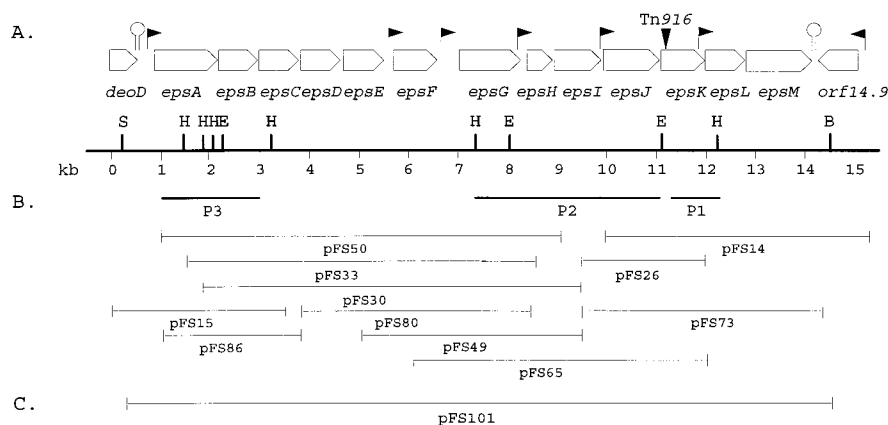 Tn916
A.
deoD epsA epsB epsC epsD epsE epsF epsG epsH epsI epsJ epsK epsL epsM orf14.9
S H H H E H H E E H B
kb 0 1 2 3 4 5 6 7 8 9 10 11 12 13 14 15
B.
P3 P2 P1
pFS50 pFS14
pFS33 pFS26
pFS30
pFS15 pFS80 pFS73
pFS86 pFS49
pFS65
C.
pFS101